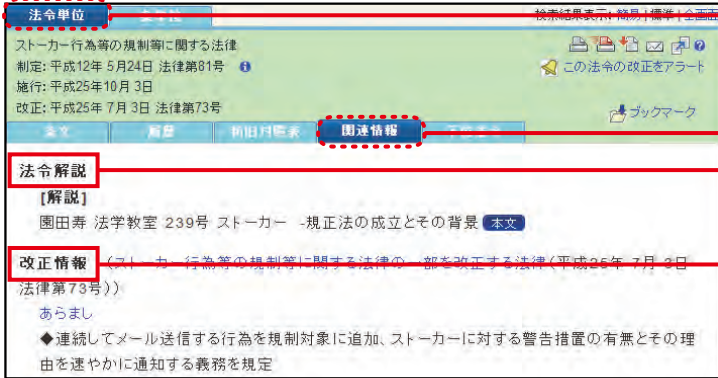 法令単位 全単位
検索結果表示: 簡易 | 標準 | 全画面
ストーカー行為等の規制等に関する法律
制定: 平成12年 5月24日 法律第81号
この法令の改正をアラート
施行: 平成25年10月 3日
改正: 平成25年 7月 3日 法律第73号
ブックマーク
本文 解題 新旧対照表 関連情報
法令解説
[解説]
園田寿 法学教室 239号 ストーカー -規正法の成立とその背景 本文
改正情報 (ストーカー行為等の規制等に関する法律の一部を改正する法律(平成25年 7月 3日
法律第73号))
あらまし
◆連続してメール送信する行為を規制対象に追加、ストーカーに対する警告措置の有無とその理
由を速やかに通知する義務を規定